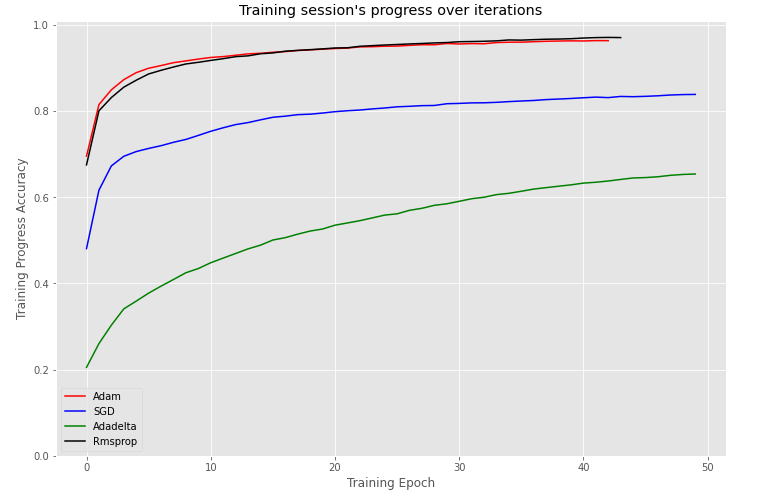 Training session's progress over iterations
1.0
0.8
0.6
0.4
0.2
0.0
Training Progress Accuracy
Adam
SGD
Adadelta
Rmsprop
0 10 20 30 40 50
Training Epoch